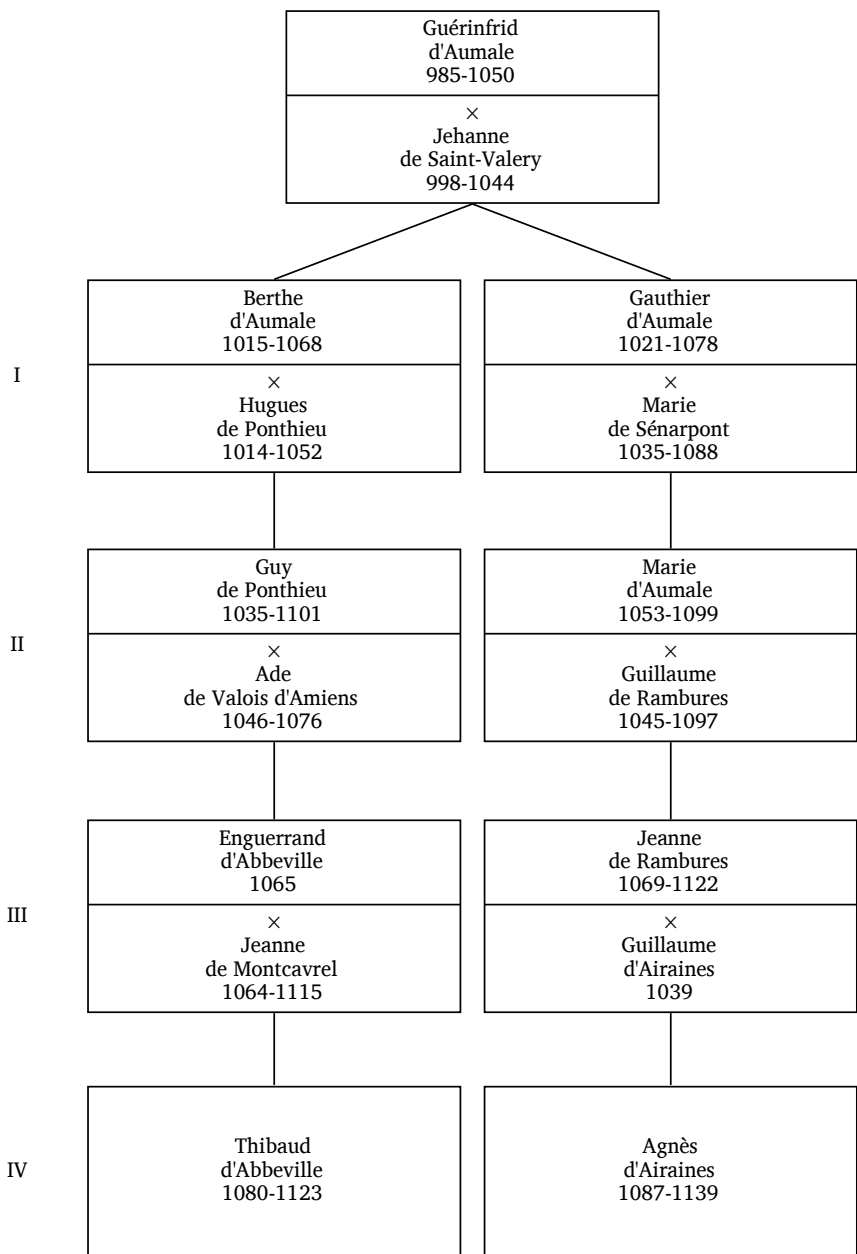 Guérinfrid
d'Aumale
985-1050
×
Jehanne
de Saint-Valery
998-1044
I
Berthe
d'Aumale
1015-1068
×
Hugues
de Ponthieu
1014-1052
Gauthier
d'Aumale
1021-1078
×
Marie
de Sénarpont
1035-1088
II
Guy
de Ponthieu
1035-1101
×
Ade
de Valois d'Amiens
1046-1076
Marie
d'Aumale
1053-1099
×
Guillaume
de Rambures
1045-1097
III
Enguerrand
d'Abbeville
1065
×
Jeanne
de Montcavrel
1064-1115
Jeanne
de Rambures
1069-1122
×
Guillaume
d'Airaines
1039
IV
Thibaud
d'Abbeville
1080-1123
Agnès
d'Airaines
1087-1139